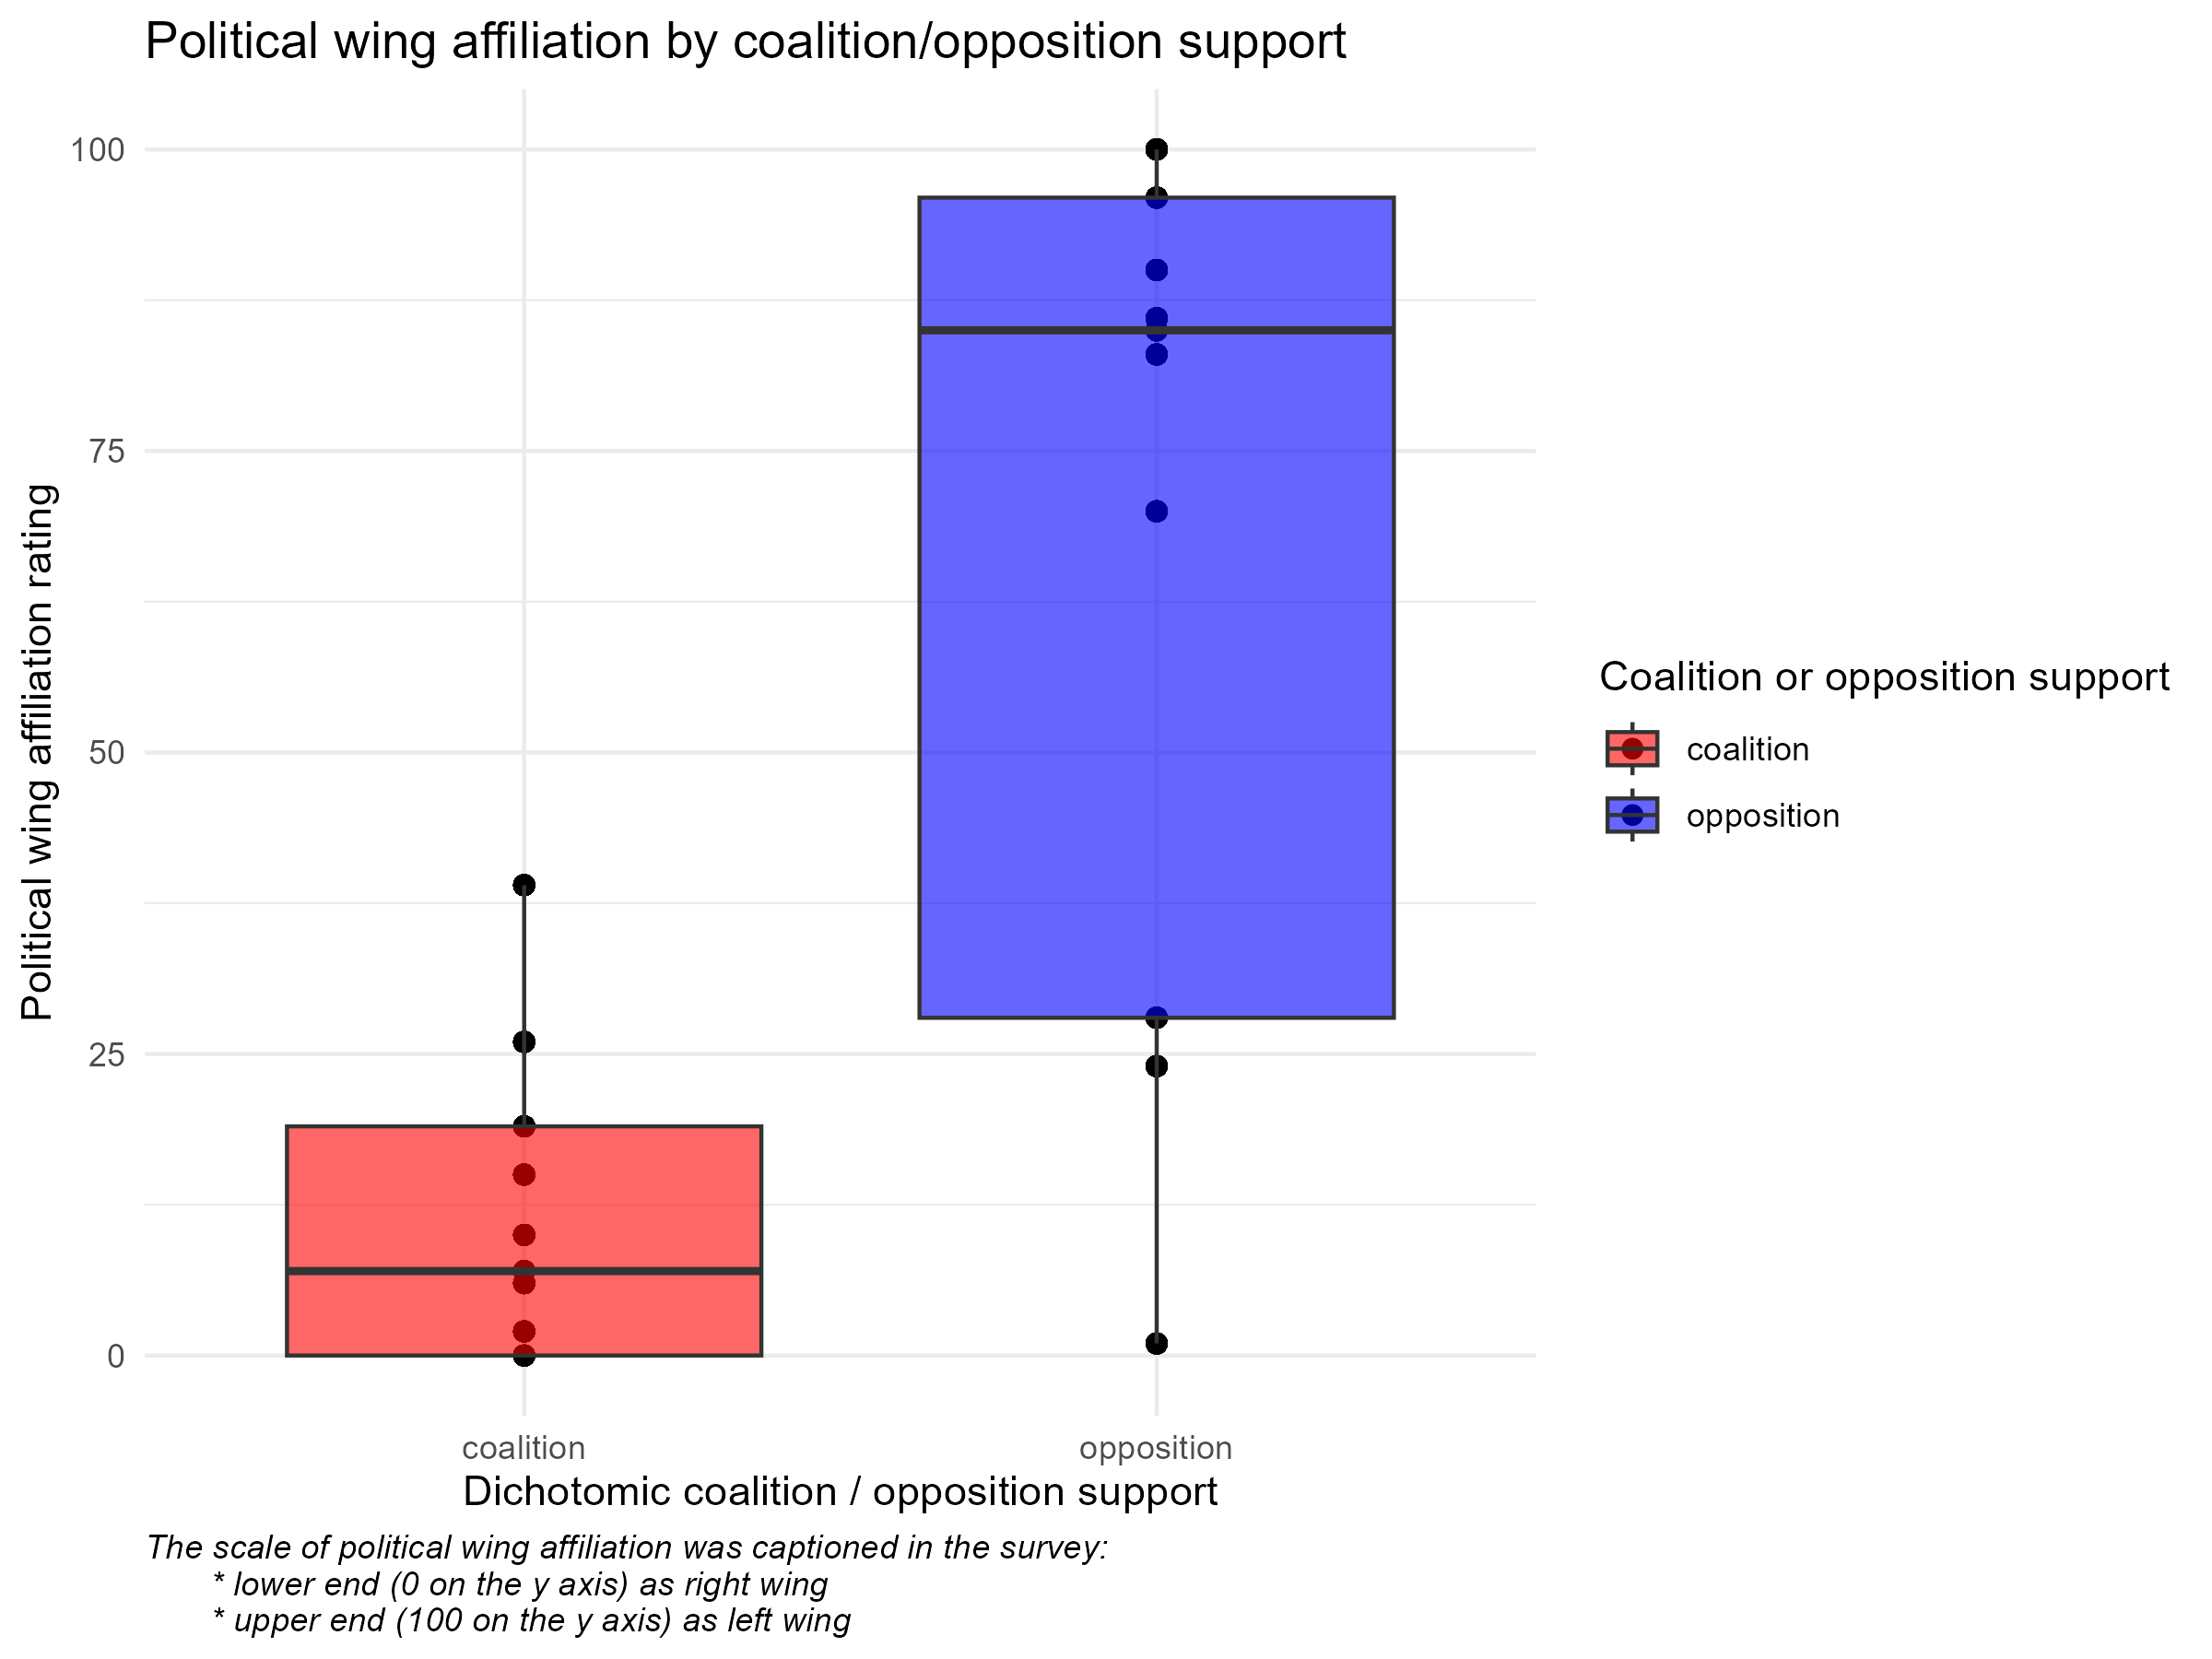 Political wing affiliation by coalition/opposition support
100
75
50
25
0
Political wing affiliation rating
coalition
opposition
Dichotomic coalition / opposition support
Coalition or opposition support
coalition
opposition
The scale of political wing affiliation was captioned in the survey:
* lower end (0 on the y axis) as right wing
* upper end (100 on the y axis) as left wing